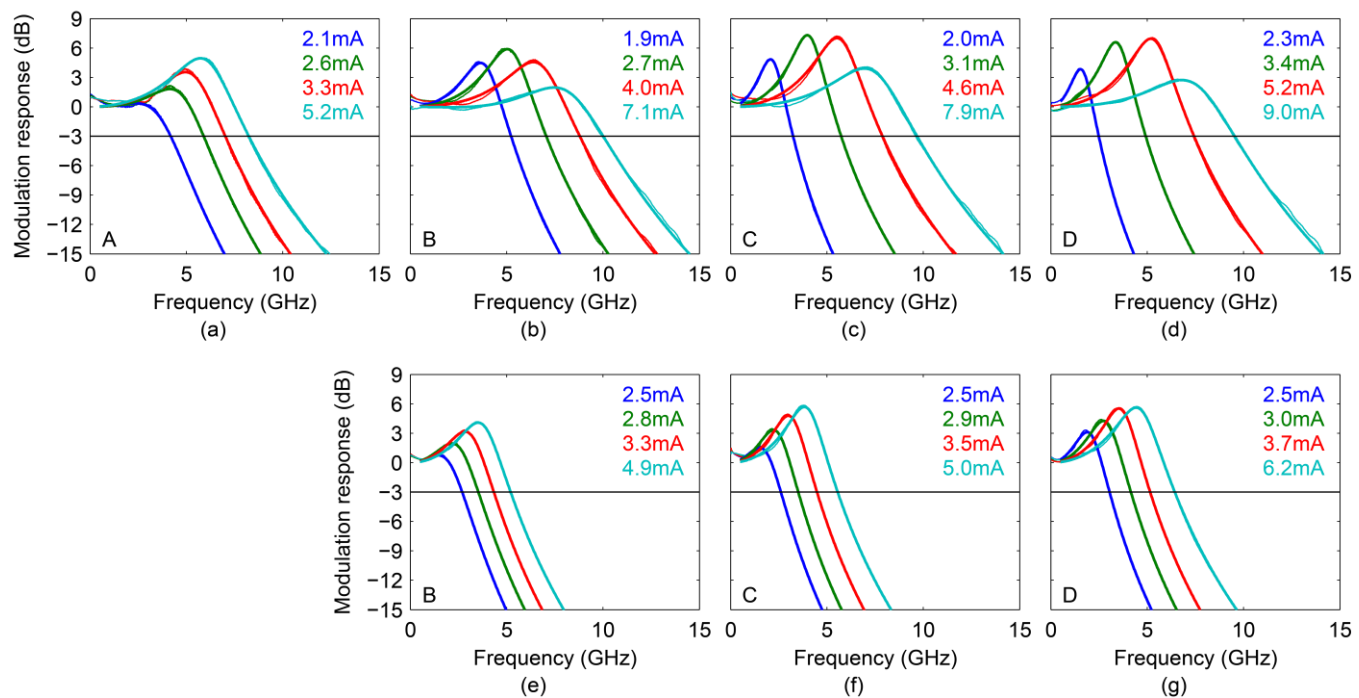 Modulation response (dB)
9
6
3
0
−3
−6
−9
−12
−15
2.1mA
2.6mA
3.3mA
5.2mA
A
0 5 10 15
Frequency (GHz)
(a)
1.9mA
2.7mA
4.0mA
7.1mA
B
0 5 10 15
Frequency (GHz)
(b)
2.0mA
3.1mA
4.6mA
7.9mA
C
0 5 10 15
Frequency (GHz)
(c)
2.3mA
3.4mA
5.2mA
9.0mA
D
0 5 10 15
Frequency (GHz)
(d)
Modulation response (dB)
9
6
3
0
−3
−6
−9
−12
−15
2.5mA
2.8mA
3.3mA
4.9mA
B
0 5 10 15
Frequency (GHz)
(e)
2.5mA
2.9mA
3.5mA
5.0mA
C
0 5 10 15
Frequency (GHz)
(f)
2.5mA
3.0mA
3.7mA
6.2mA
D
0 5 10 15
Frequency (GHz)
(g)